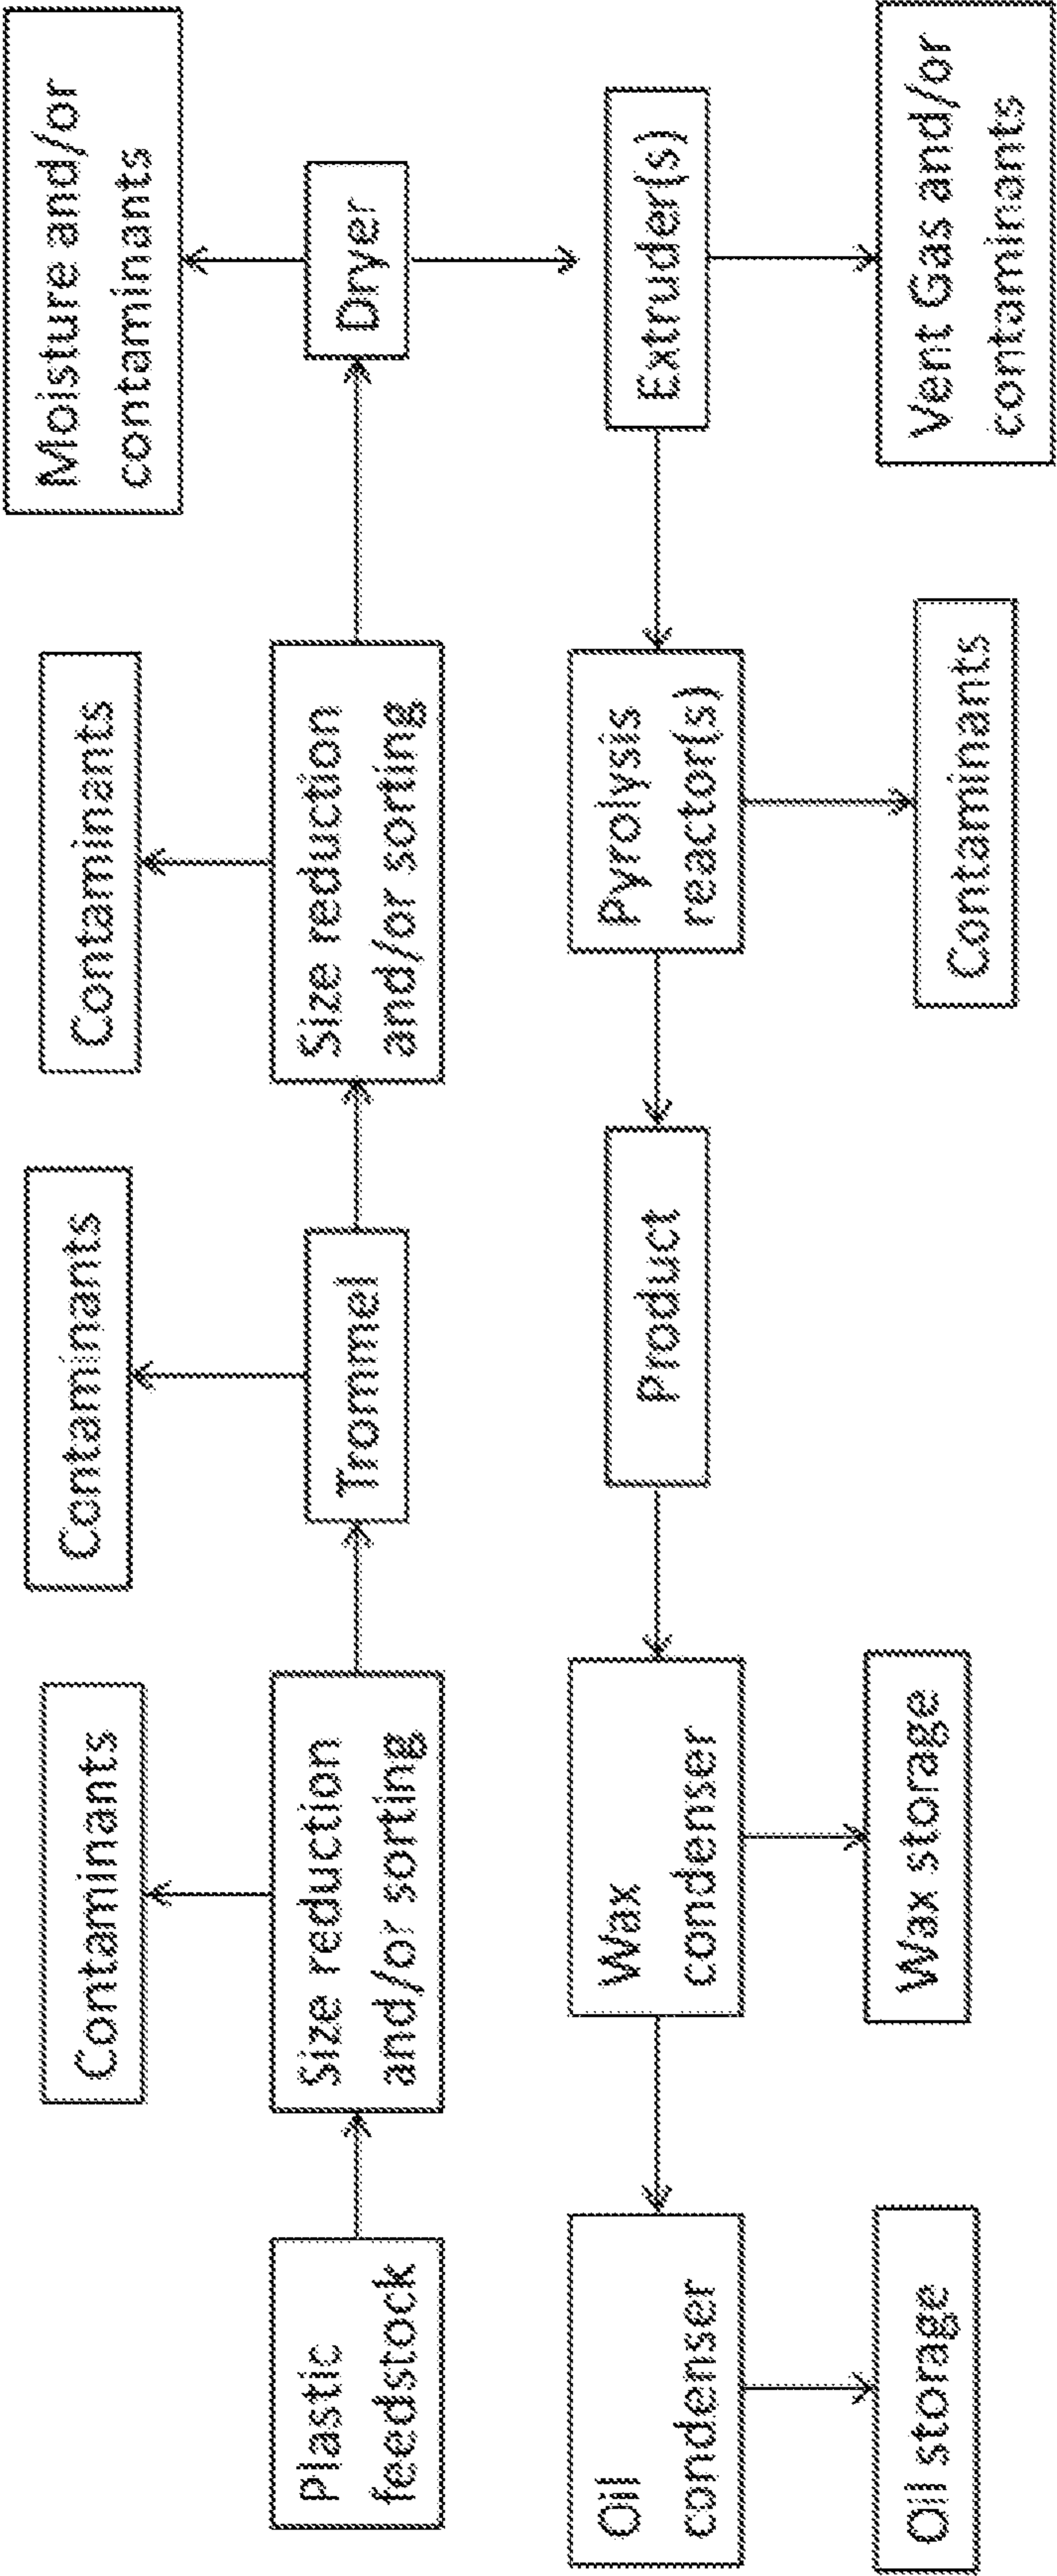 Contaminants
Contaminants
Contaminants
Moisture and/or
contaminants
Plastic
feedstock
Size reduction
and/or sorting
Trommel
Size reduction
and/or sorting
Dryer
Oil
condenser
Wax
condenser
Product
Pyrolysis
reactor(s)
Extruder(s)
Oil storage
Wax storage
Contaminants
Vent Gas and/or
contaminants